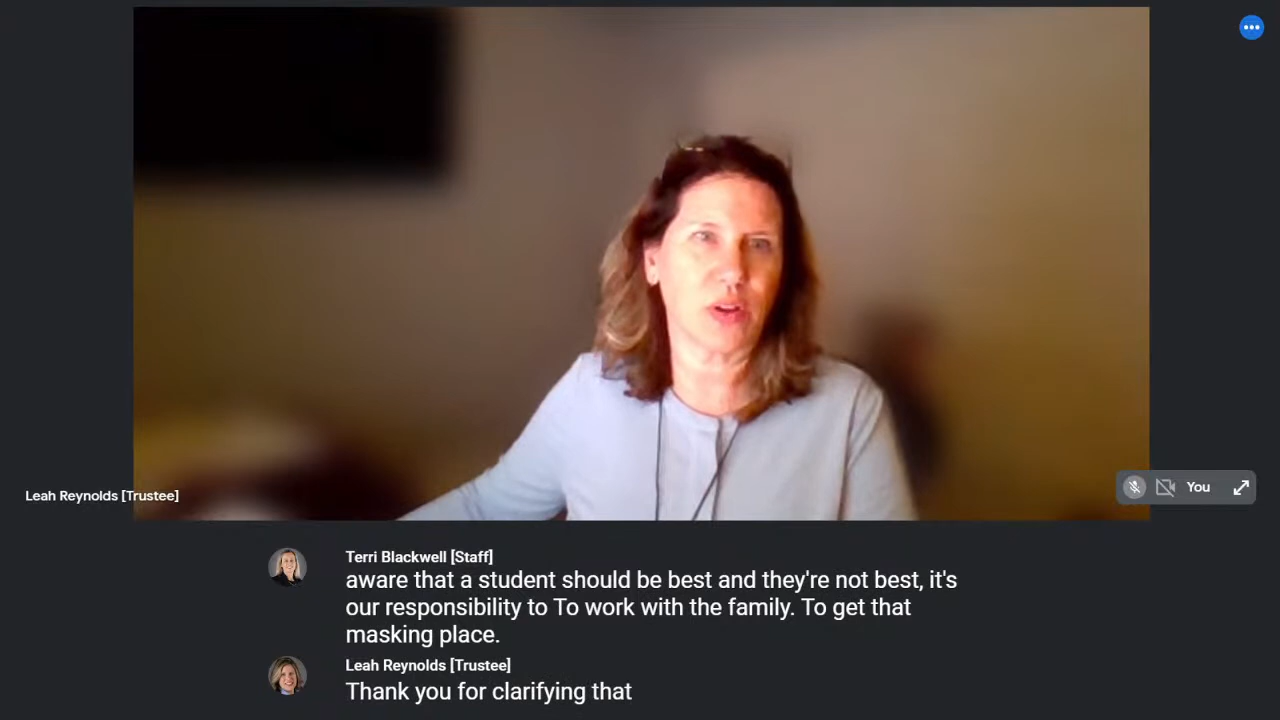 Leah Reynolds [Trustee]
You
Terri Blackwell [Staff]
aware that a student should be best and they're not best, it's
our responsibility to To work with the family. To get that
masking place.
Leah Reynolds [Trustee]
Thank you for clarifying that